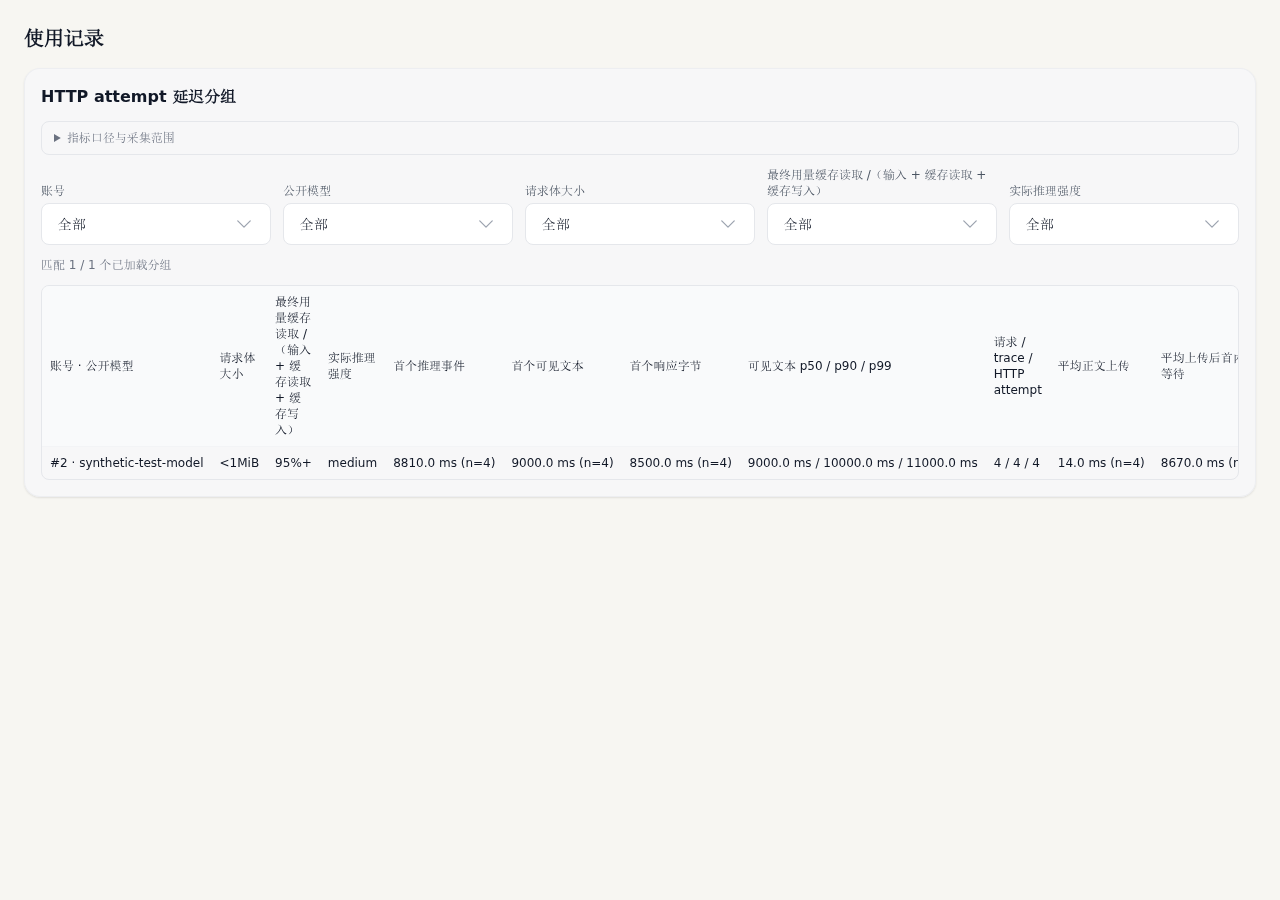 使用记录
HTTP attempt 延迟分组
指标口径与采集范围
账号
公开模型
请求体大小
最终用量缓存读取 /（输入 + 缓存读取 +
缓存写入）
实际推理强度
全部
全部
全部
全部
全部
匹配 1 / 1 个已加载分组
账号 · 公开模型
请求体
大小
最终用
量缓存
读取 /
（输入
+ 缓
存读取
+ 缓
存写
入）
实际推理
强度
首个推理事件
首个可见文本
首个响应字节
可见文本 p50 / p90 / p99
请求 /
trace /
HTTP
attempt
平均正文上传
平均上传后首
等待
#2 · synthetic-test-model
<1MiB
95%+
medium
8810.0 ms (n=4)
9000.0 ms (n=4)
8500.0 ms (n=4)
9000.0 ms / 10000.0 ms / 11000.0 ms
4 / 4 / 4
14.0 ms (n=4)
8670.0 ms